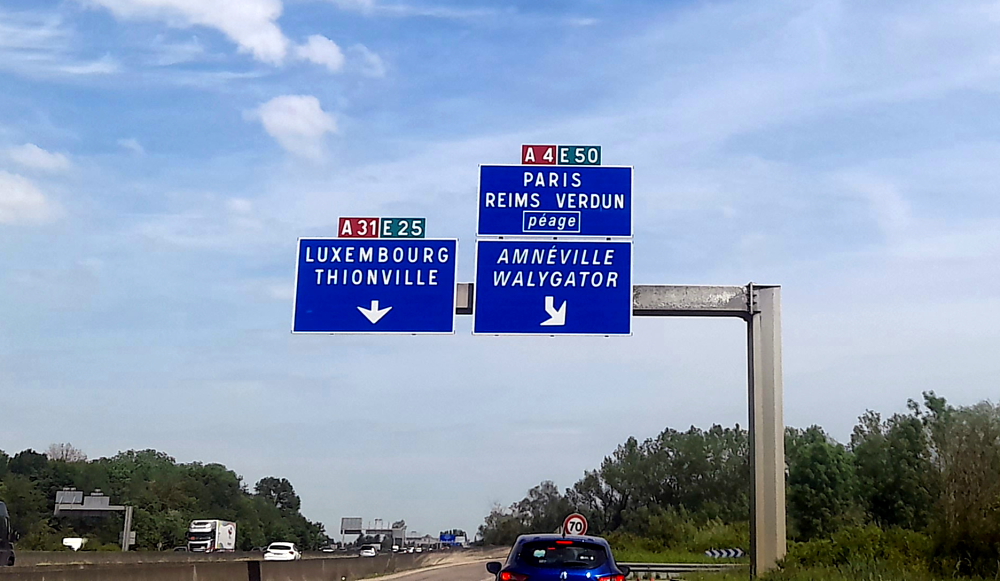 A 31 E 25
LUXEMBOURG
THIONVILLE
A 4 E 50
PARIS
REIMS VERDUN
péage
AMNÉVILLE
WALYGATOR
70